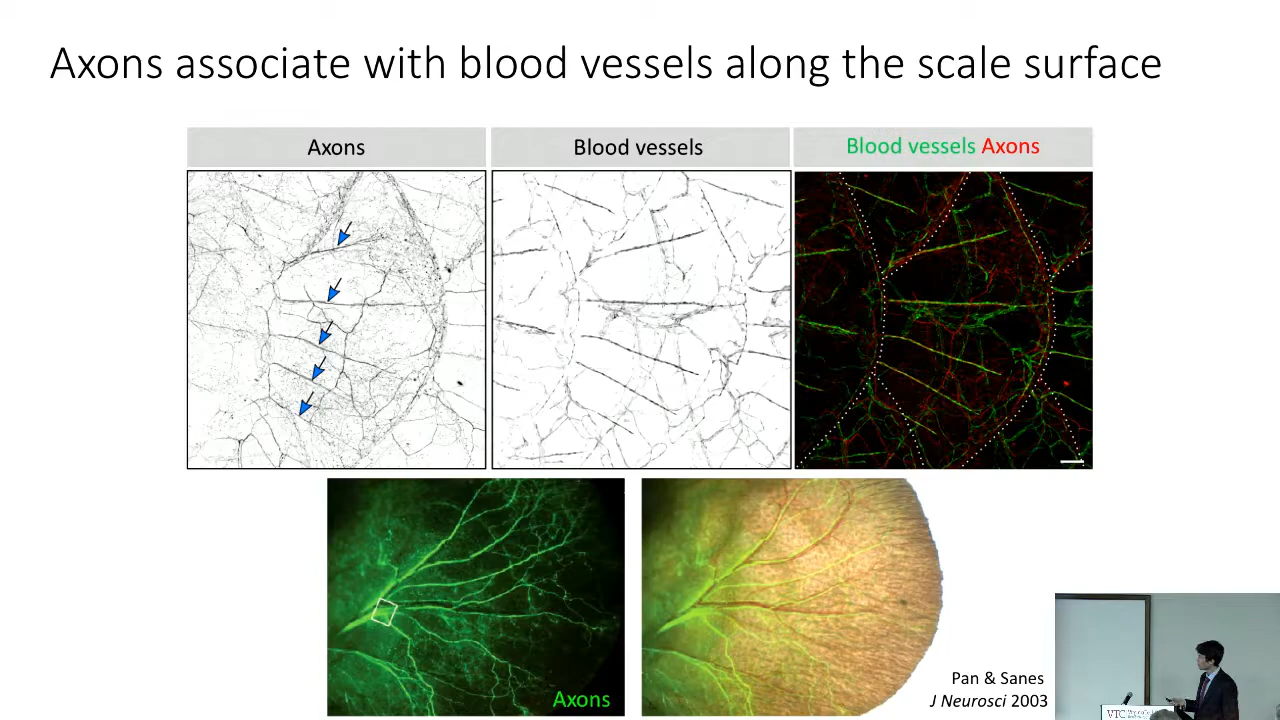 Axons associate with blood vessels along the scale surface
Axons
Blood vessels
Blood vessels Axons
Axons
Pan & Sanes
J Neurosci 2003
VTC